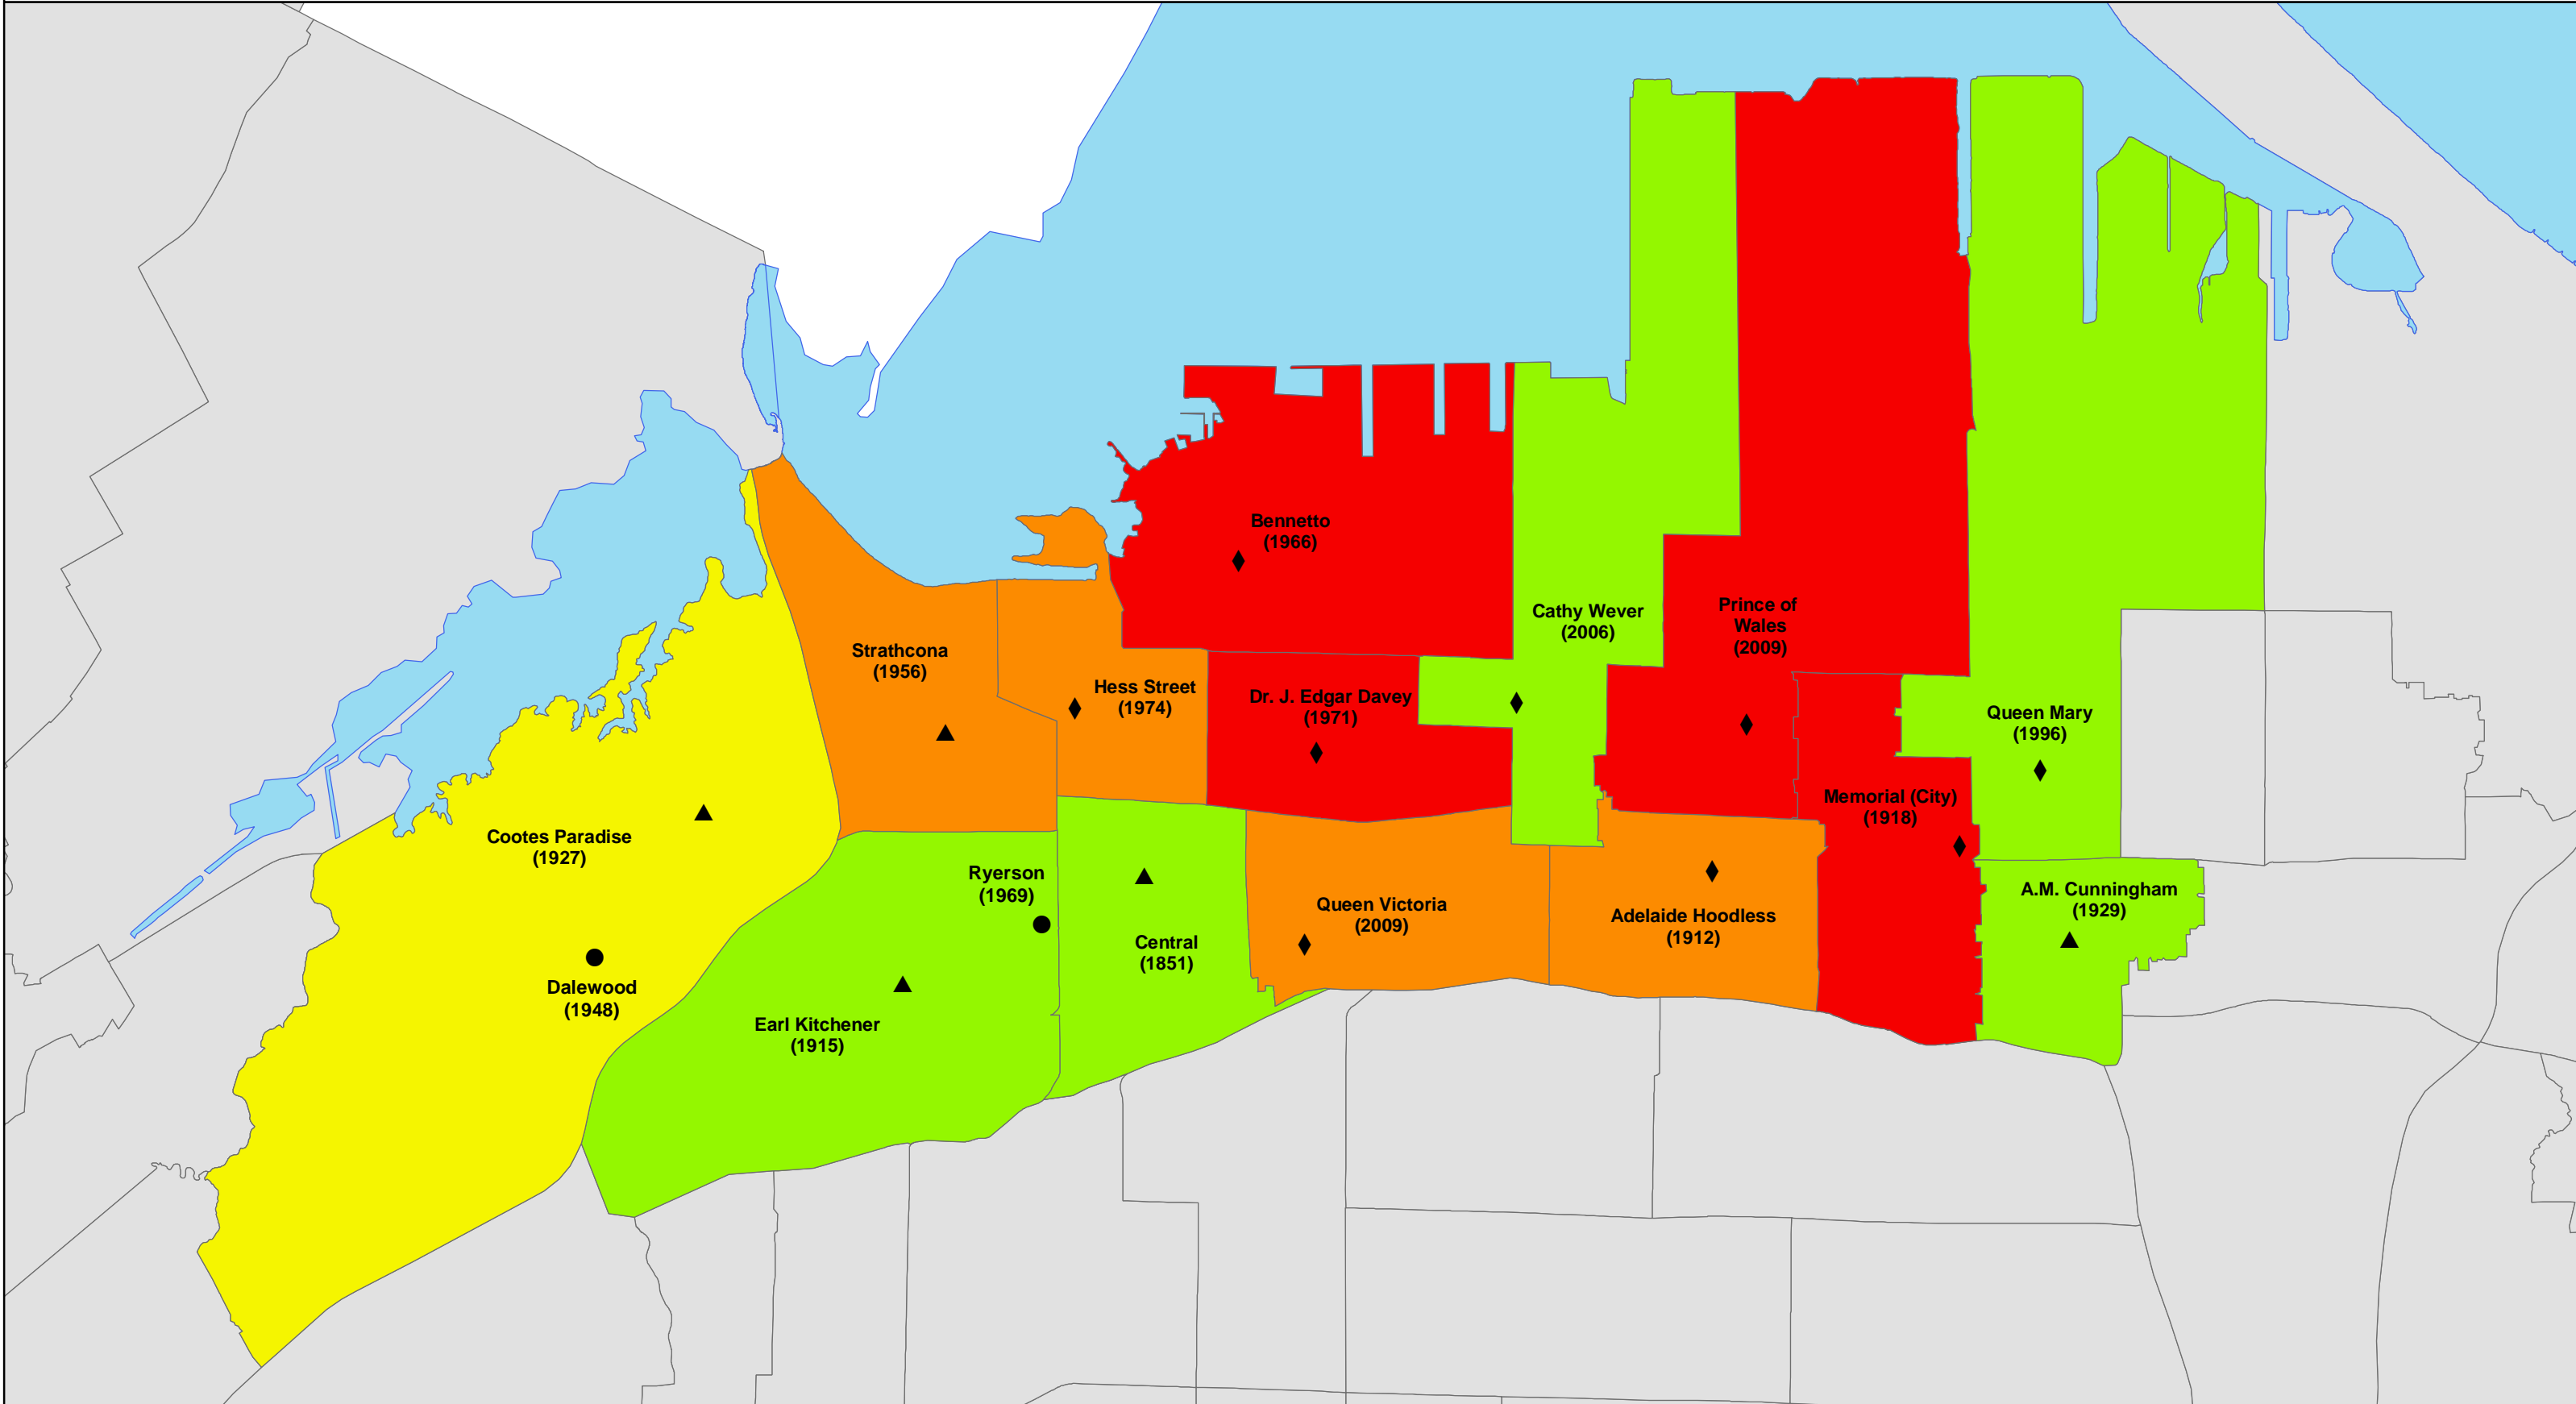 Bennetto
(1966)
Cathy Wever
(2006)
Prince of
Wales
(2009)
Strathcona
(1956)
Hess Street
(1974)
Dr. J. Edgar Davey
(1971)
Queen Mary
(1996)
Memorial (City)
(1918)
Cootes Paradise
(1927)
Ryerson
(1969)
Queen Victoria
(2009)
Adelaide Hoodless
(1912)
A.M. Cunningham
(1929)
Central
(1851)
Dalewood
(1948)
Earl Kitchener
(1915)